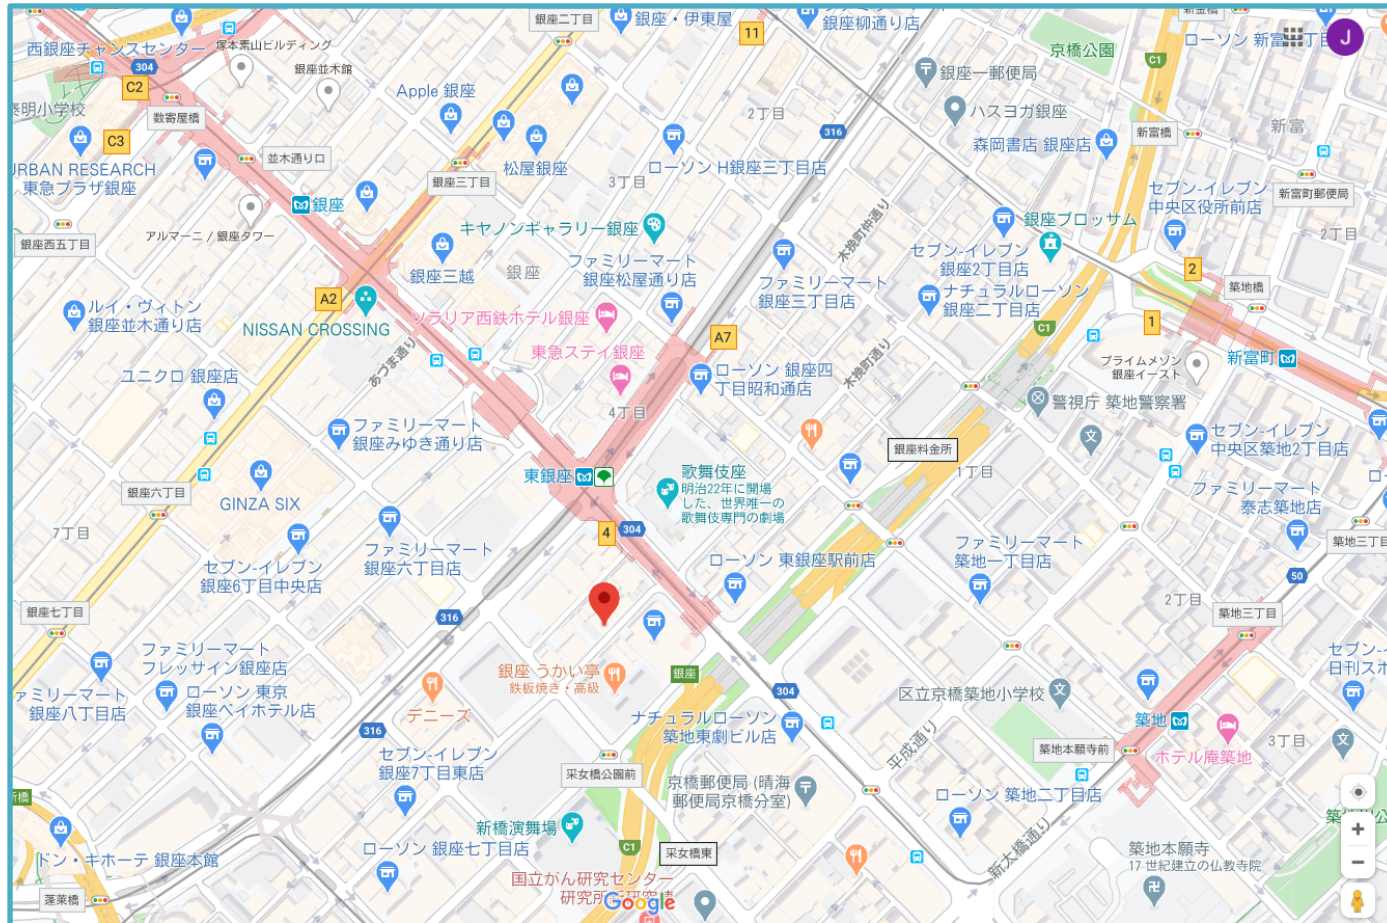 銀座二丁目
銀座・伊東屋
11
銀座柳通り店
京橋公園
C1
ローソン 新富
丁目店
J
西銀座チャンスセンター
塚本素山ビルディング
304
C2
銀座並木館
Apple 銀座
2丁目
316
銀座一郵便局
ハスヨガ銀座
新富橋
新富
泰明小学校
数寄屋橋
C3
並木通り口
URBAN RESEARCH
東急プラザ銀座
銀座三丁目
松屋銀座
3丁目
ローソン H銀座三丁目店
森岡書店 銀座店
セブン-イレブン
中央区役所前店
新富町郵便局
銀座
アルマーニ / 銀座タワー
銀座西五丁目
キヤノンギャラリー銀座
木挽町仲通り
銀座ブロッサム
2丁目
銀座三越
銀座
ファミリーマート
銀座松屋通り店
ファミリーマート
銀座三丁目店
セブン-イレブン
銀座2丁目店
ナチュラルローソン
銀座二丁目店
2
築地橋
A2
ルイ・ヴィトン
銀座並木通り店
NISSAN CROSSING
ソラリア西鉄ホテル銀座
A7
C1
1
東急ステイ銀座
あづま通り
木挽町通り
プライムメゾン
銀座イースト
新富町
ユニクロ 銀座店
ローソン 銀座四
丁目昭和通店
4丁目
警視庁 築地警察署
ファミリーマート
銀座みゆき通り店
銀座料金所
1丁目
セブン-イレブン
中央区築地2丁目店
東銀座
歌舞伎座
明治22年に開場
した、世界唯一の
歌舞伎専門の劇場
銀座六丁目
GINZA SIX
ファミリーマート
泰志築地店
7丁目
4
304
ファミリーマート
銀座六丁目店
セブン-イレブン
銀座6丁目中央店
ローソン 東銀座駅前店
ファミリーマート
築地一丁目店
築地三丁目
50
銀座七丁目
316
2丁目
築地三丁目
ファミリーマート
フレッサイン銀座店
銀座 うかい亭
鉄板焼き・高級
銀座
304
区立京橋築地小学校
セブン-イ
日刊スポ
ァミリーマート
銀座八丁目店
ローソン 東京
銀座ベイホテル店
デニーズ
316
ナチュラルローソン
築地東劇ビル店
平成通り
築地
築地本願寺前
ホテル庵築地
3丁目
セブン-イレブン
銀座7丁目東店
采女橋公園前
京橋郵便局 (晴海
郵便局京橋分室)
ローソン 築地二丁目店
新橋
新橋演舞場
C1
采女橋東
新大橋通り
ドン・キホーテ 銀座本館
ローソン 銀座七丁目店
国立がん研究センター
築地本願寺
17 世紀建立の仏教寺院
蓬莱橋
Google